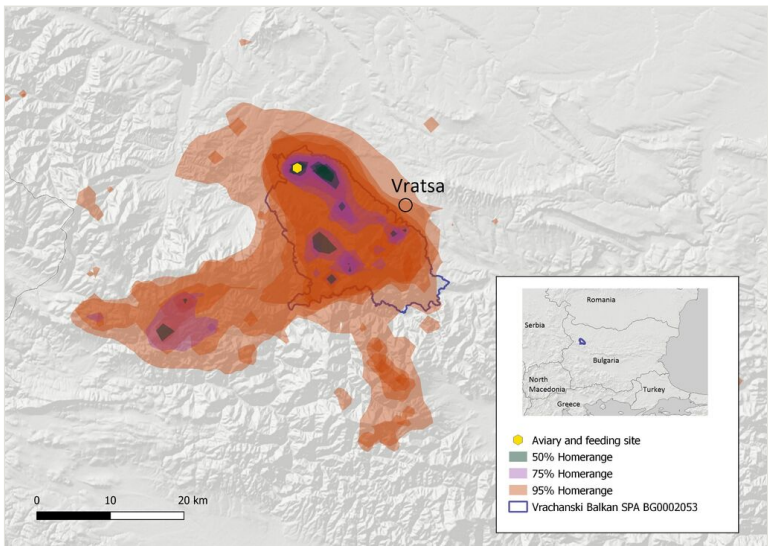 Vratsa
Romania
Serbia
Bulgaria
North
Macedonia
Turkey
Greece
Aviary and feeding site
50% Homerange
75% Homerange
95% Homerange
Vrachanski Balkan SPA BG0002053
0 10 20 km